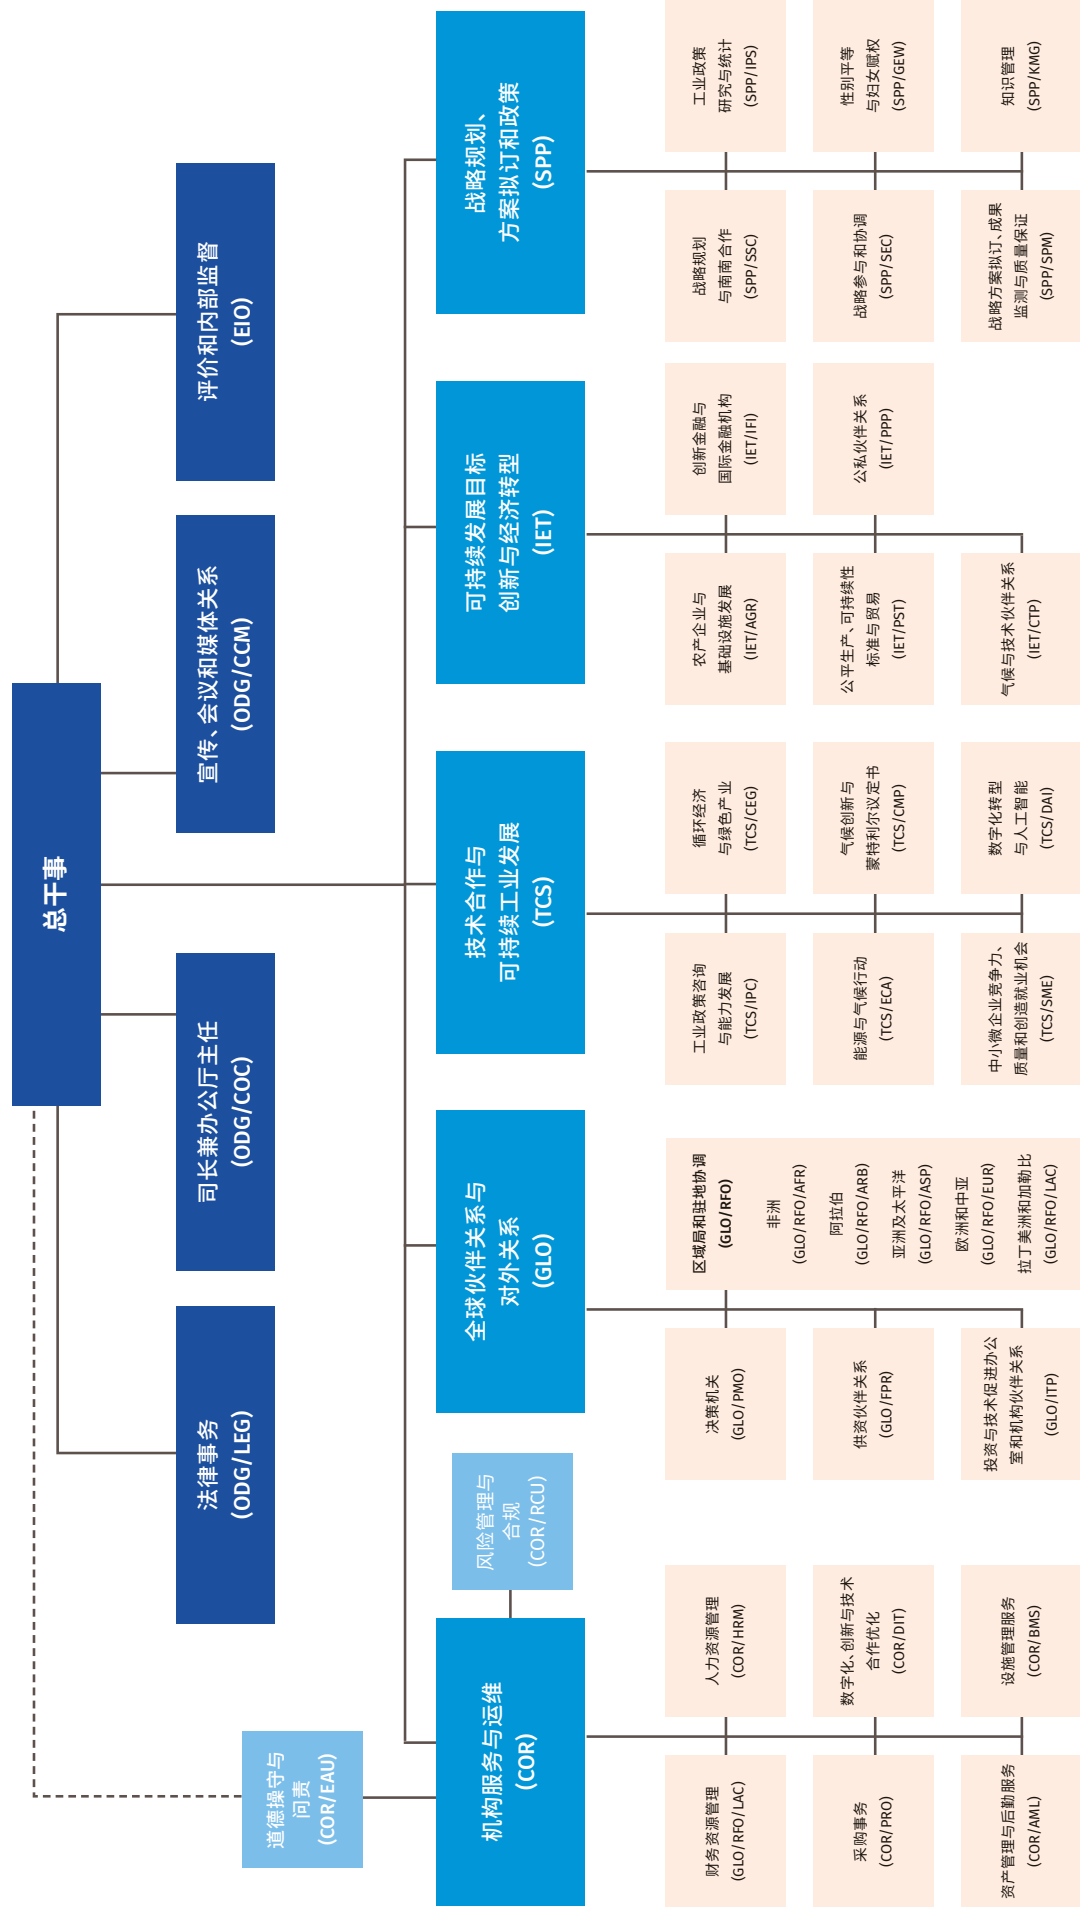 总干事
法律事务
(ODG/LEG)
司长兼办公厅主任
(ODG/COC)
宣传、会议和媒体关系
(ODG/CCM)
评价和内部监督
(EIO)
道德操守与
问责
(COR/EAU)
机构服务与运维
(COR)
风险管理与
合规
(COR/RCU)
全球伙伴关系与
对外关系
(GLO)
技术合作与
可持续工业发展
(TCS)
可持续发展目标
创新与经济转型
(IET)
战略规划、
方案拟订和政策
(SPP)
财务资源管理
(GLO/RFO/LAC)
人力资源管理
(COR/HRM)
采购事务
(COR/PRO)
数字化、创新与技术
合作优化
(COR/DIT)
资产管理与后勤服务
(COR/AML)
设施管理服务
(COR/BMS)
决策机关
(GLO/PMO)
供资伙伴关系
(GLO/FPR)
投资与技术促进办公
室和机构伙伴关系
(GLO/ITP)
区域局和驻地协调
(GLO/RFO)
非洲
(GLO/RFO/AFR)
阿拉伯
(GLO/RFO/ARB)
亚洲及太平洋
(GLO/RFO/ASP)
欧洲和中亚
(GLO/RFO/EUR)
拉丁美洲和加勒比
(GLO/RFO/LAC)
工业政策咨询
与能力发展
(TCS/IPC)
循环经济
与绿色产业
(TCS/CEG)
能源与气候行动
(TCS/ECA)
气候创新与
蒙特利尔议定书
(TCS/CMP)
中小微企业竞争力、
质量和创造就业机会
(TCS/SME)
数字化转型
与人工智能
(TCS/DAI)
农产企业与
基础设施发展
(IET/AGR)
创新金融与
国际金融机构
(IET/IFI)
公平生产、可持续性
标准与贸易
(IET/PST)
公私伙伴关系
(IET/PPP)
气候与技术伙伴关系
(IET/CTP)
战略规划
与南南合作
(SPP/SSC)
工业政策
研究与统计
(SPP/IPS)
战略参与和协调
(SPP/SEC)
性别平等
与妇女赋权
(SPP/GEW)
战略方案拟订、成果
监测与质量保证
(SPP/SPM)
知识管理
(SPP/KMG)